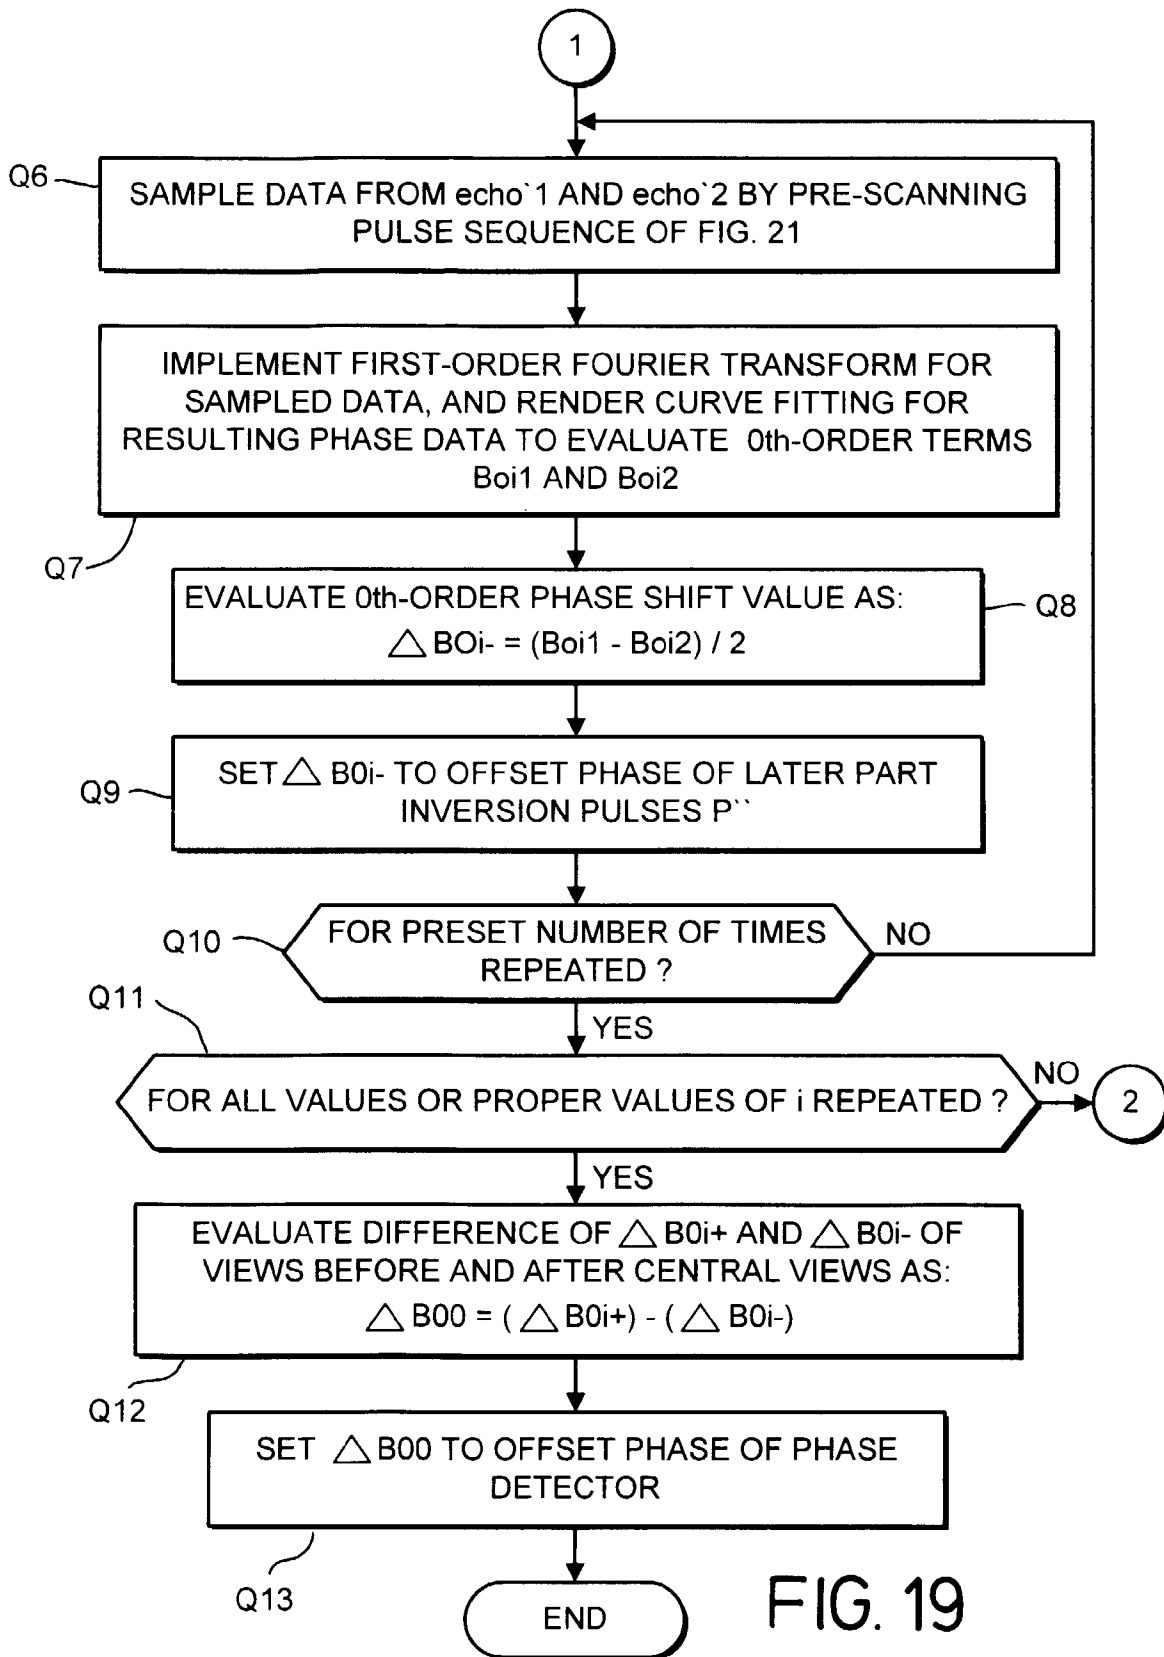 1
Q6
SAMPLE DATA FROM echo`1 AND echo`2 BY PRE-SCANNING
PULSE SEQUENCE OF FIG. 21
IMPLEMENT FIRST-ORDER FOURIER TRANSFORM FOR
SAMPLED DATA, AND RENDER CURVE FITTING FOR
RESULTING PHASE DATA TO EVALUATE 0th-ORDER TERMS
Boi1 AND Boi2
Q7
EVALUATE 0th-ORDER PHASE SHIFT VALUE AS:
△ BOi- = (Boi1 - Boi2) / 2
Q8
Q9
SET △ B0i- TO OFFSET PHASE OF LATER PART
INVERSION PULSES P``
Q10
FOR PRESET NUMBER OF TIMES
REPEATED ?
NO
YES
Q11
FOR ALL VALUES OR PROPER VALUES OF i REPEATED ?
NO
2
YES
EVALUATE DIFFERENCE OF △ B0i+ AND △ B0i- OF
VIEWS BEFORE AND AFTER CENTRAL VIEWS AS:
△ B00 = ( △ B0i+) - ( △ B0i-)
Q12
SET △ B00 TO OFFSET PHASE OF PHASE
DETECTOR
Q13
END
FIG. 19